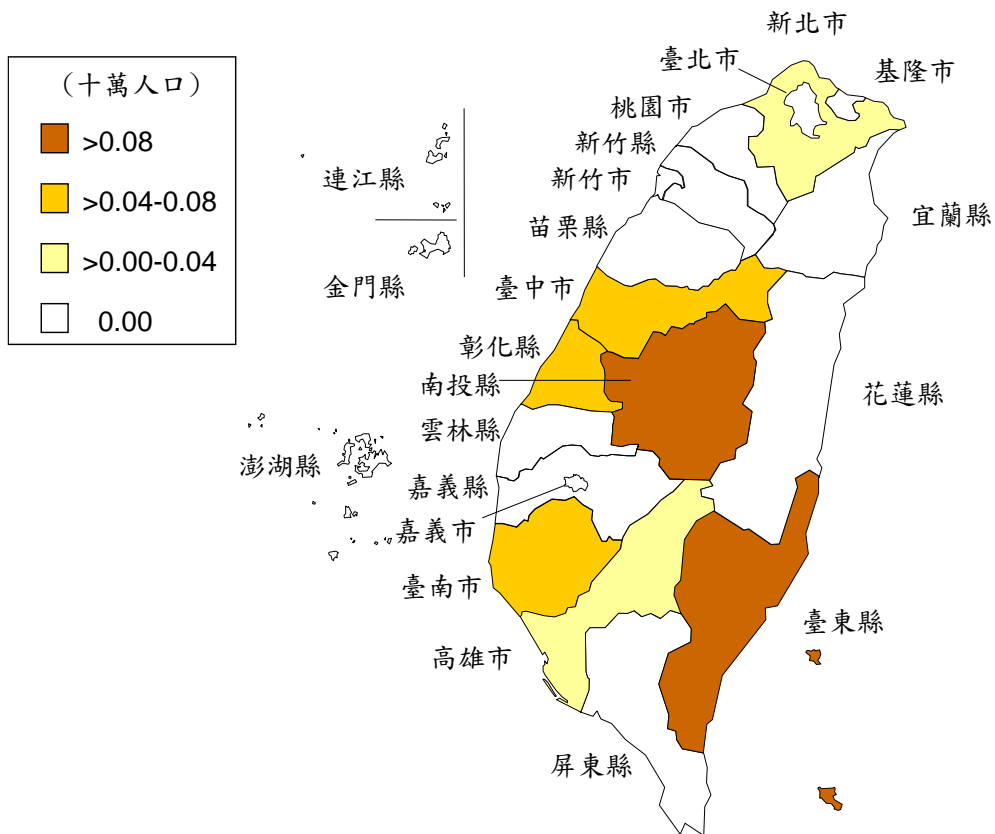 新北市
臺北市
基隆市
（十萬人口）
桃園市
>0.08
新竹縣
連江縣
新竹市
>0.04-0.08
苗栗縣
宜蘭縣
>0.00-0.04
金門縣
臺中市
0.00
彰化縣
南投縣
花蓮縣
雲林縣
澎湖縣
嘉義縣
嘉義市
臺南市
臺東縣
高雄市
屏東縣